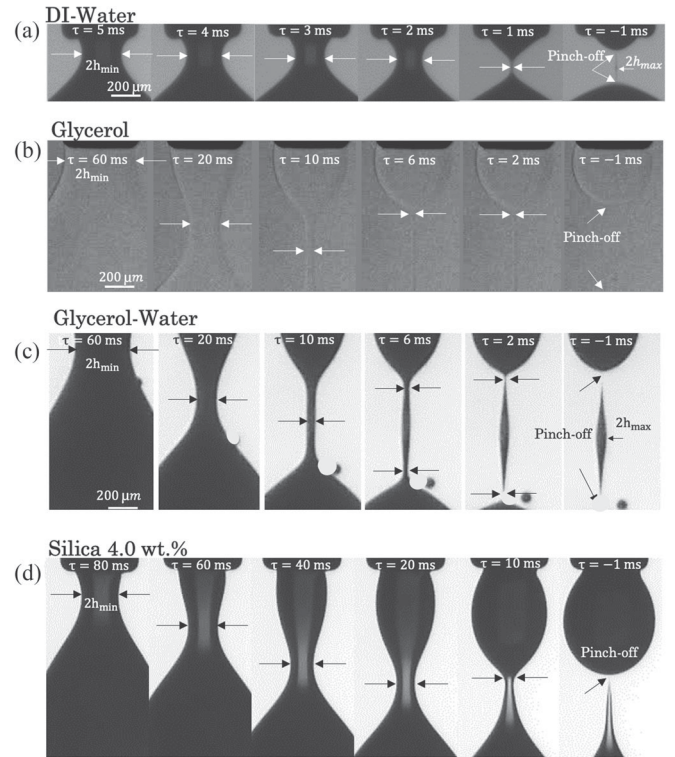 DI-Water
(a)
τ = 5 ms τ = 4 ms τ = 3 ms τ = 2 ms τ = 1 ms τ = −1 ms
2h_min
200 μm
Pinch-off
2h_max
Glycerol
(b)
τ = 60 ms τ = 20 ms τ = 10 ms τ = 6 ms τ = 2 ms τ = −1 ms
2h_min
200 μm
Pinch-off
Glycerol-Water
(c)
τ = 60 ms τ = 20 ms τ = 10 ms τ = 6 ms τ = 2 ms τ = −1 ms
2h_min
200 μm
Pinch-off
2h_max
Silica 4.0 wt.%
(d)
τ = 80 ms τ = 60 ms τ = 40 ms τ = 20 ms τ = 10 ms τ = −1 ms
2h_min
Pinch-off